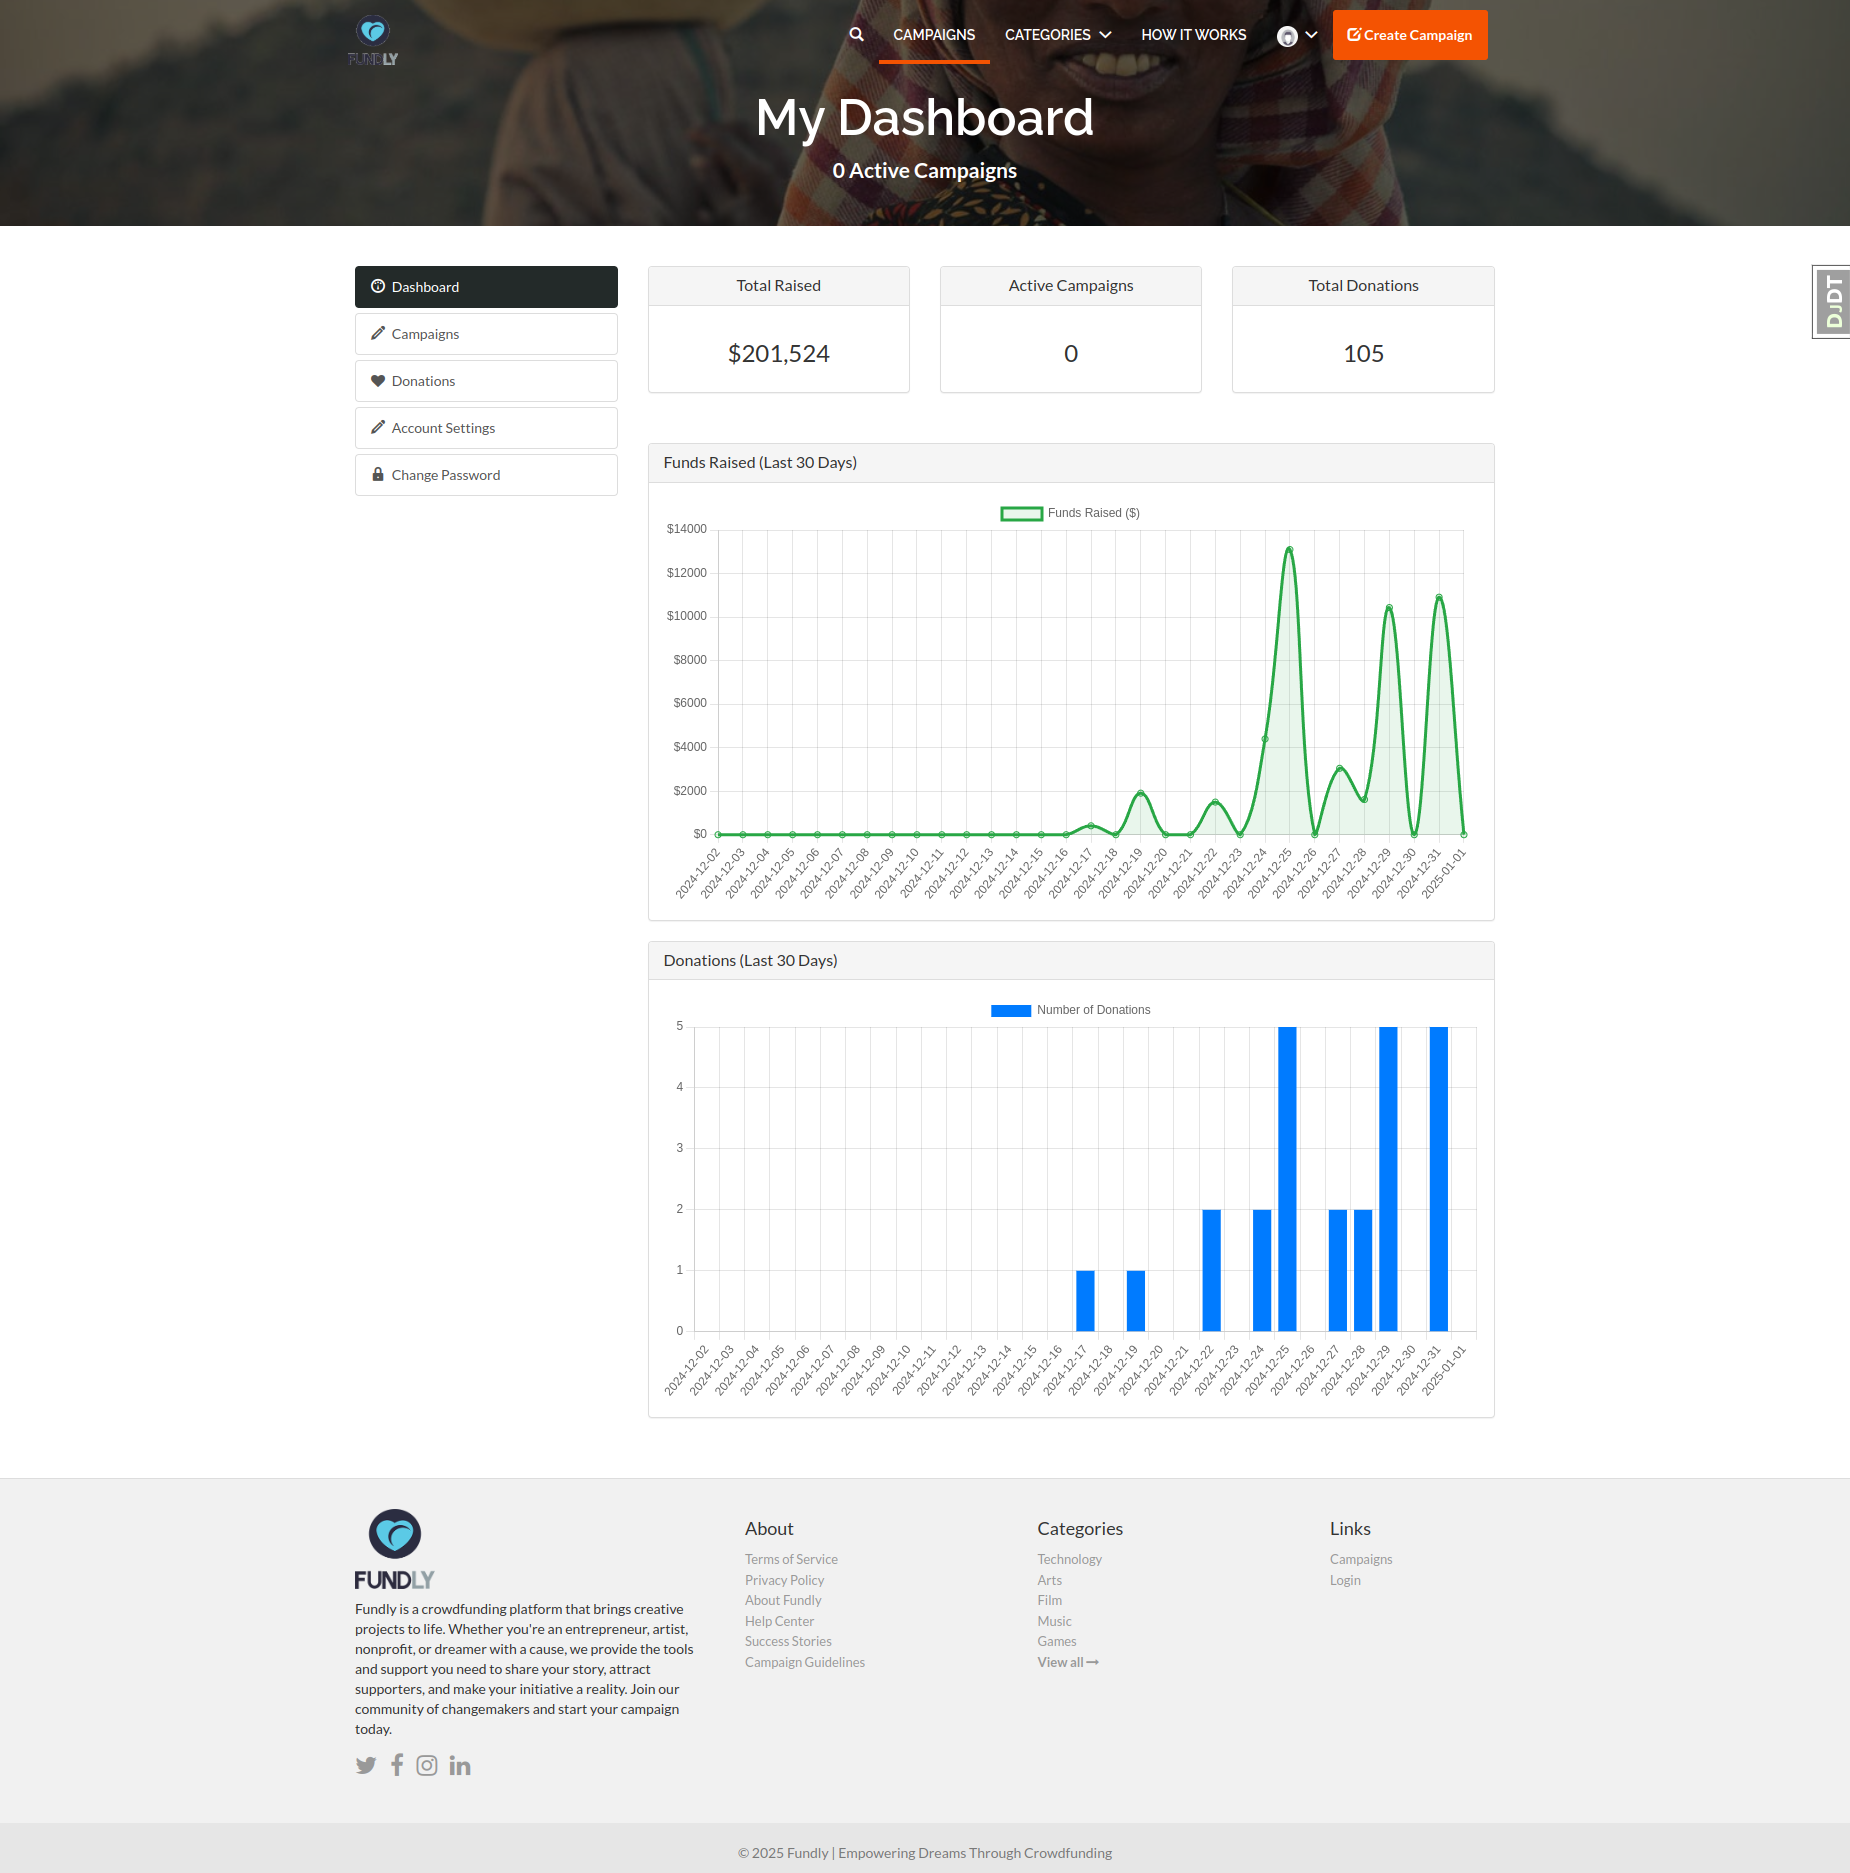 FUNDLY
CAMPAIGNS
CATEGORIES
HOW IT WORKS
Create Campaign
My Dashboard
0 Active Campaigns
Dashboard
Campaigns
Donations
Account Settings
Change Password
Total Raised
$201,524
Active Campaigns
0
Total Donations
105
DJDT
Funds Raised (Last 30 Days)
Funds Raised ($)
$14000
$12000
$10000
$8000
$6000
$4000
$2000
$0
2024-12-02
2024-12-03
2024-12-04
2024-12-05
2024-12-06
2024-12-07
2024-12-08
2024-12-09
2024-12-10
2024-12-11
2024-12-12
2024-12-13
2024-12-14
2024-12-15
2024-12-16
2024-12-17
2024-12-18
2024-12-19
2024-12-20
2024-12-21
2024-12-22
2024-12-23
2024-12-24
2024-12-25
2024-12-26
2024-12-27
2024-12-28
2024-12-29
2024-12-30
2024-12-31
2025-01-01
Donations (Last 30 Days)
Number of Donations
5
4
3
2
1
0
2024-12-02
2024-12-03
2024-12-04
2024-12-05
2024-12-06
2024-12-07
2024-12-08
2024-12-09
2024-12-10
2024-12-11
2024-12-12
2024-12-13
2024-12-14
2024-12-15
2024-12-16
2024-12-17
2024-12-18
2024-12-19
2024-12-20
2024-12-21
2024-12-22
2024-12-23
2024-12-24
2024-12-25
2024-12-26
2024-12-27
2024-12-28
2024-12-29
2024-12-30
2024-12-31
2025-01-01
FUNDLY
Fundly is a crowdfunding platform that brings creative
projects to life. Whether you're an entrepreneur, artist,
nonprofit, or dreamer with a cause, we provide the tools
and support you need to share your story, attract
supporters, and make your initiative a reality. Join our
community of changemakers and start your campaign
today.
About
Terms of Service
Privacy Policy
About Fundly
Help Center
Success Stories
Campaign Guidelines
Categories
Technology
Arts
Film
Music
Games
View all
Links
Campaigns
Login
© 2025 Fundly | Empowering Dreams Through Crowdfunding